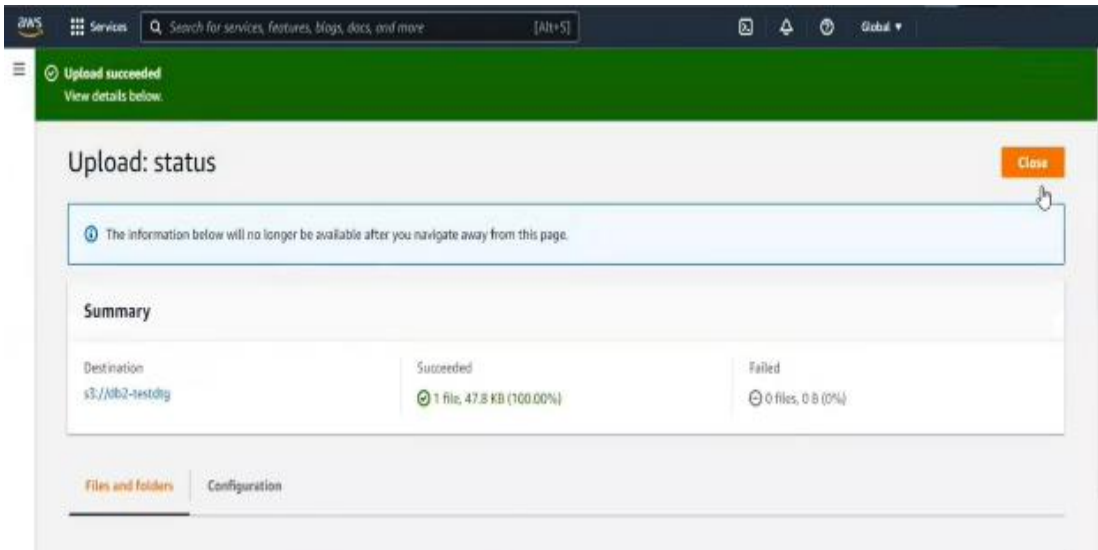 aws
Services
Search for services, features, blogs, docs, and more
[Alt+S]
Global ▼
Upload succeeded
View details below.
Upload: status
Close
The information below will no longer be available after you navigate away from this page.
Summary
Destination
Succeeded
Failed
s3://db2-testdtg
1 file, 47.8 KB (100.00%)
0 files, 0 B (0%)
Files and folders
Configuration